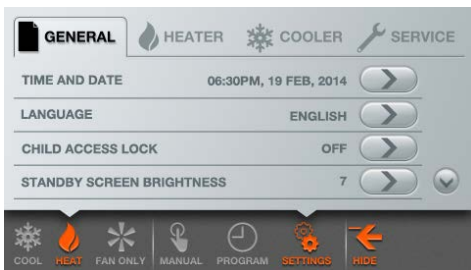 GENERAL HEATER COOLER SERVICE
TIME AND DATE 06:30PM, 19 FEB, 2014
LANGUAGE ENGLISH
CHILD ACCESS LOCK OFF
STANDBY SCREEN BRIGHTNESS 7
COOL HEAT FAN ONLY MANUAL PROGRAM SETTINGS HIDE